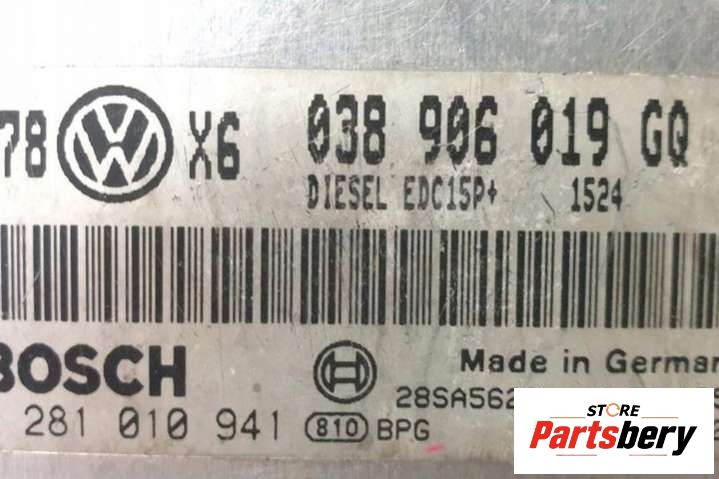 78 VW X6 038 906 019 GQ
DIESEL EDC15P+ 1524
BOSCH
Made in German
28SA562
281 010 941 810 BPG
STORE
Partsbery